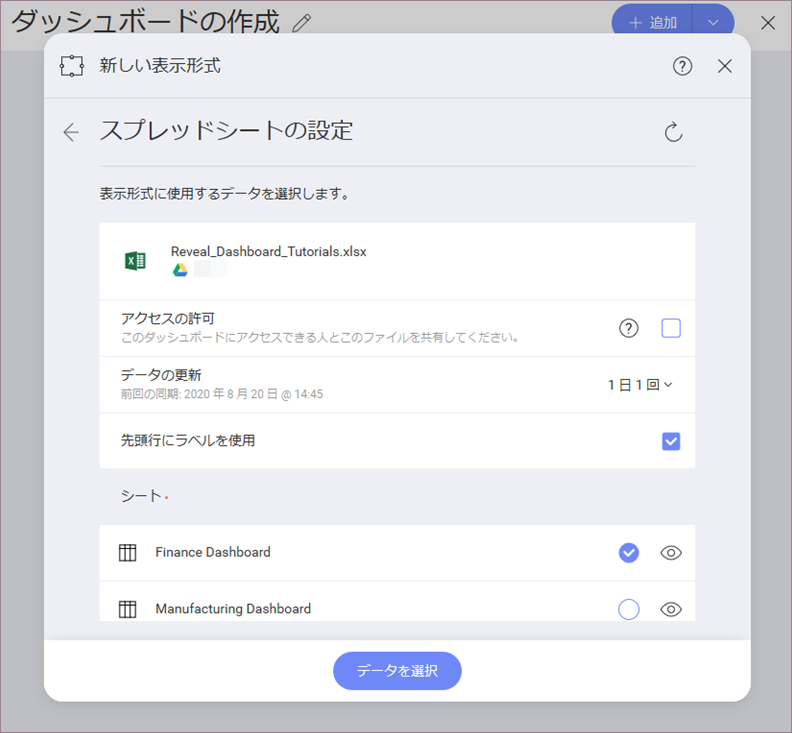 ダッシュボードの作成
＋ 追加
新しい表示形式
?
スプレッドシートの設定
表示形式に使用するデータを選択します。
Reveal_Dashboard_Tutorials.xlsx
アクセスの許可
このダッシュボードにアクセスできる人とこのファイルを共有してください。
?
データの更新
前回の同期: 2020 年 8 月 20 日 @ 14:45
1 日 1 回
先頭行にラベルを使用
シート
Finance Dashboard
Manufacturing Dashboard
データを選択